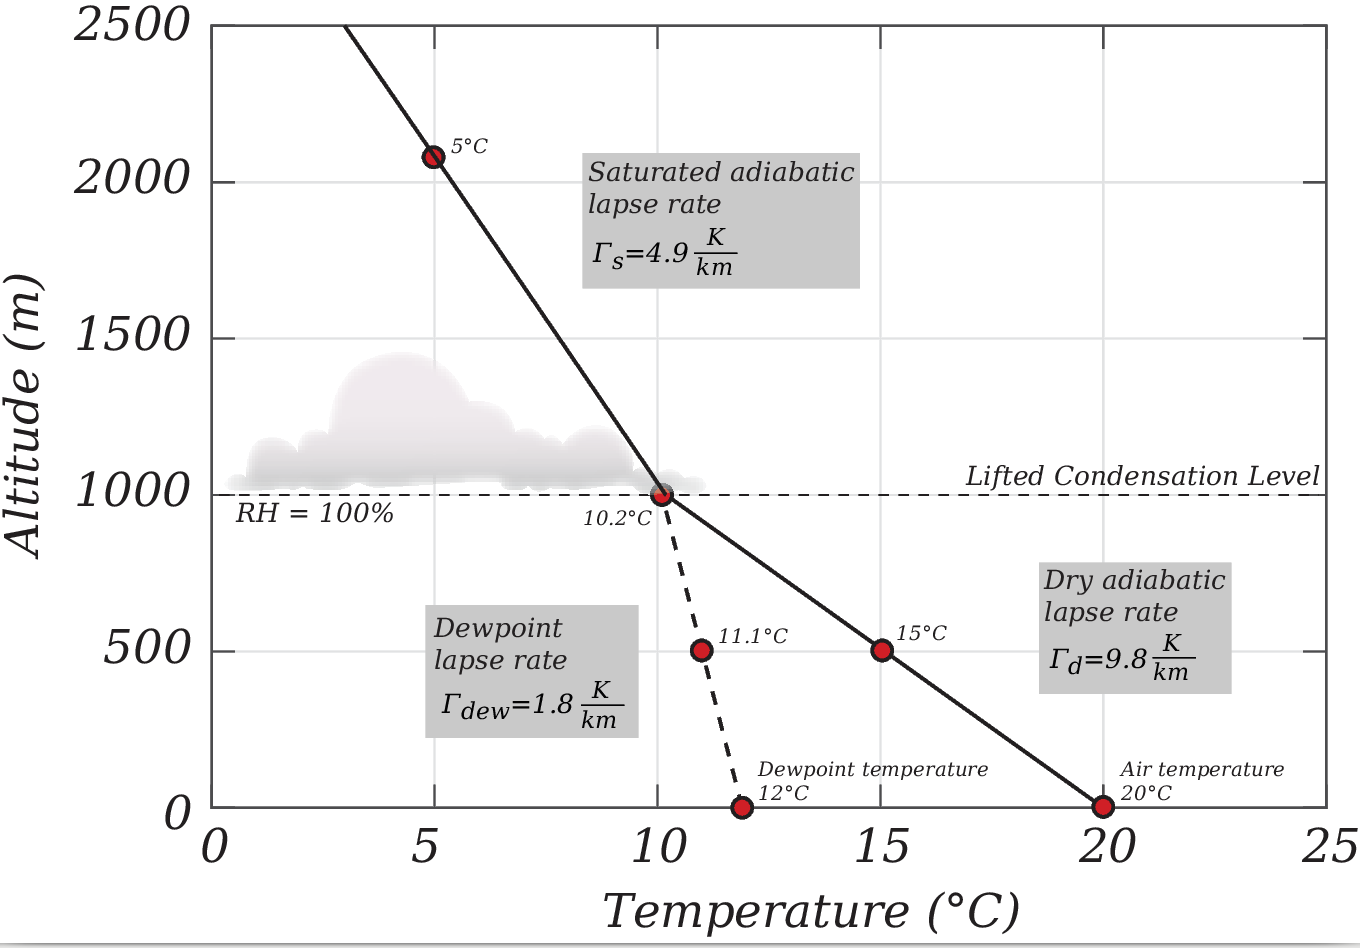 2500
5°C
2000
Saturated adiabatic
lapse rate
Γs=4.9 K/km
1500
Altitude (m)
1000
Lifted Condensation Level
RH = 100%
10.2°C
Dry adiabatic
lapse rate
Γd=9.8 K/km
500
11.1°C
15°C
Dewpoint
lapse rate
Γdew=1.8 K/km
Dewpoint temperature
12°C
Air temperature
20°C
0
0 5 10 15 20 25
Temperature (°C)